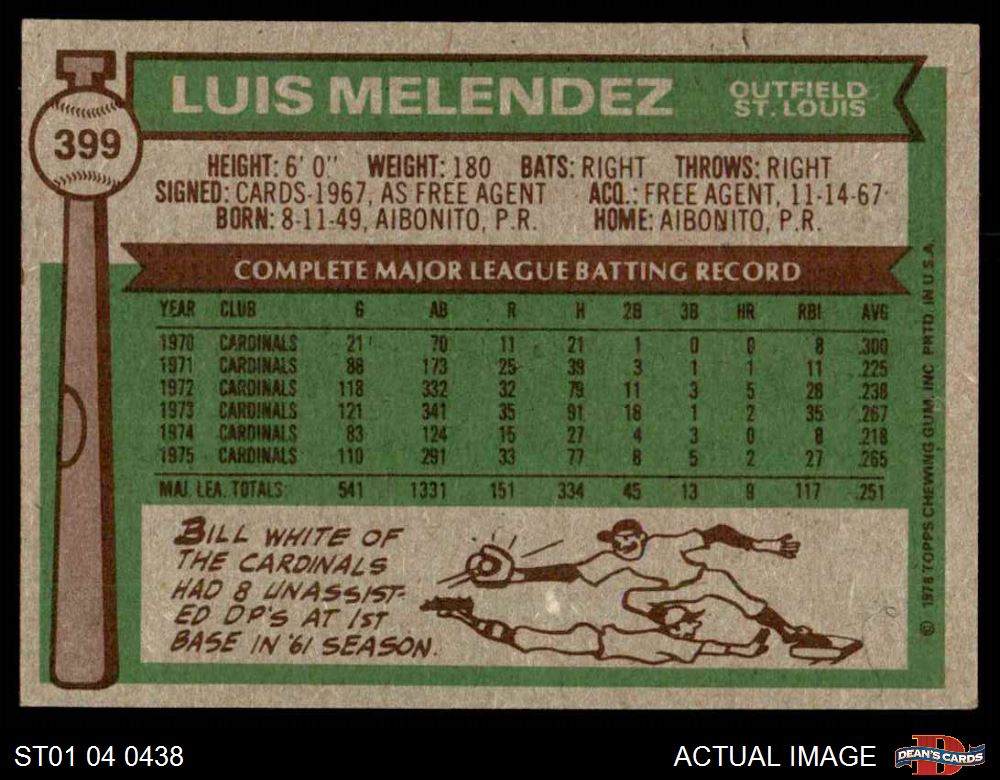 399
LUIS MELENDEZ
OUTFIELD
ST. LOUIS
HEIGHT: 6' 0" WEIGHT: 180 BATS: RIGHT THROWS: RIGHT
SIGNED: CARDS-1967, AS FREE AGENT ACQ.: FREE AGENT, 11-14-67
BORN: 8-11-49, AIBONITO, P.R. HOME: AIBONITO, P.R.
COMPLETE MAJOR LEAGUE BATTING RECORD
YEAR CLUB G AB R H 2B 3B HR RBI AVG
1970 CARDINALS 21 70 11 21 1 0 0 8 .300
1971 CARDINALS 88 173 25 39 3 1 1 11 .225
1972 CARDINALS 118 332 32 79 11 3 5 28 .238
1973 CARDINALS 121 341 35 91 18 1 2 35 .267
1974 CARDINALS 83 124 15 27 4 3 0 8 .218
1975 CARDINALS 110 291 33 77 8 5 2 27 .265
MAJ. LEA. TOTALS 541 1331 151 334 45 13 9 117 .251
BILL WHITE OF
THE CARDINALS
HAD 8 UNASSIST-
ED DP'S AT 1ST
BASE IN '61 SEASON.
© 1976 TOPPS CHEWING GUM, INC PRTD. IN U.S.A.
ST01 04 0438
ACTUAL IMAGE
D
DEAN'S CARDS